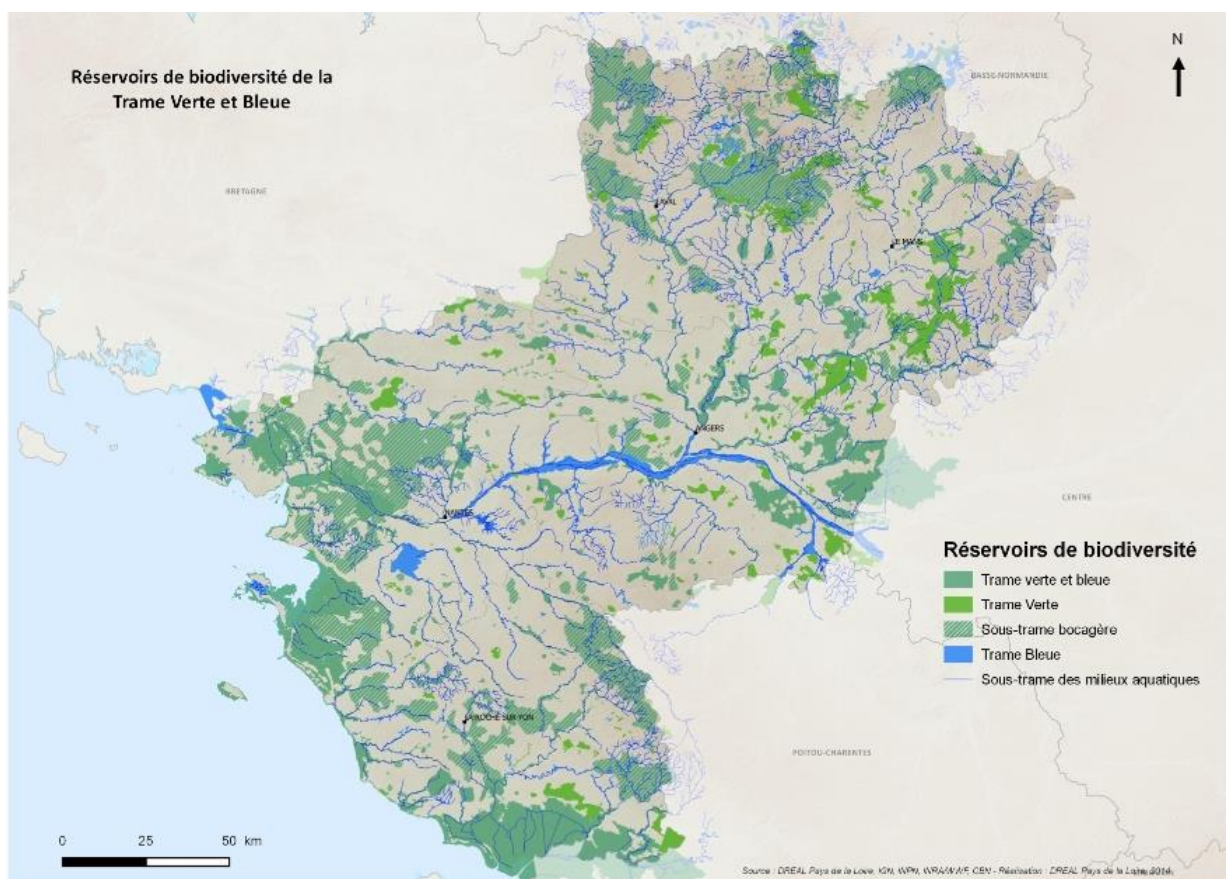 Réservoirs de biodiversité de la
Trame Verte et Bleue
N
BASSE-NORMANDIE
BRETAGNE
LAVAL
LE MANS
ANGERS
NANTES
CENTRE
LA ROCHE SUR YON
POITOU-CHARENTES
Réservoirs de biodiversité
Trame verte et bleue
Trame Verte
Sous-trame bocagère
Trame Bleue
Sous-trame des milieux aquatiques
0 25 50 km
Source : DREAL Pays de la Loire, IGN, INPN, CBN - Réalisation : DREAL Pays de la Loire 2014